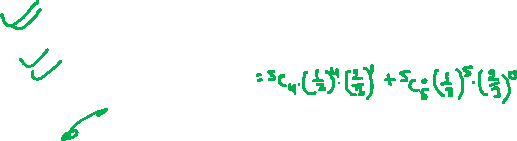 = ⁵C₄ · (1/3)⁴ · (2/3)¹ + ⁵C₅ (1/3)⁵ · (2/3)⁰